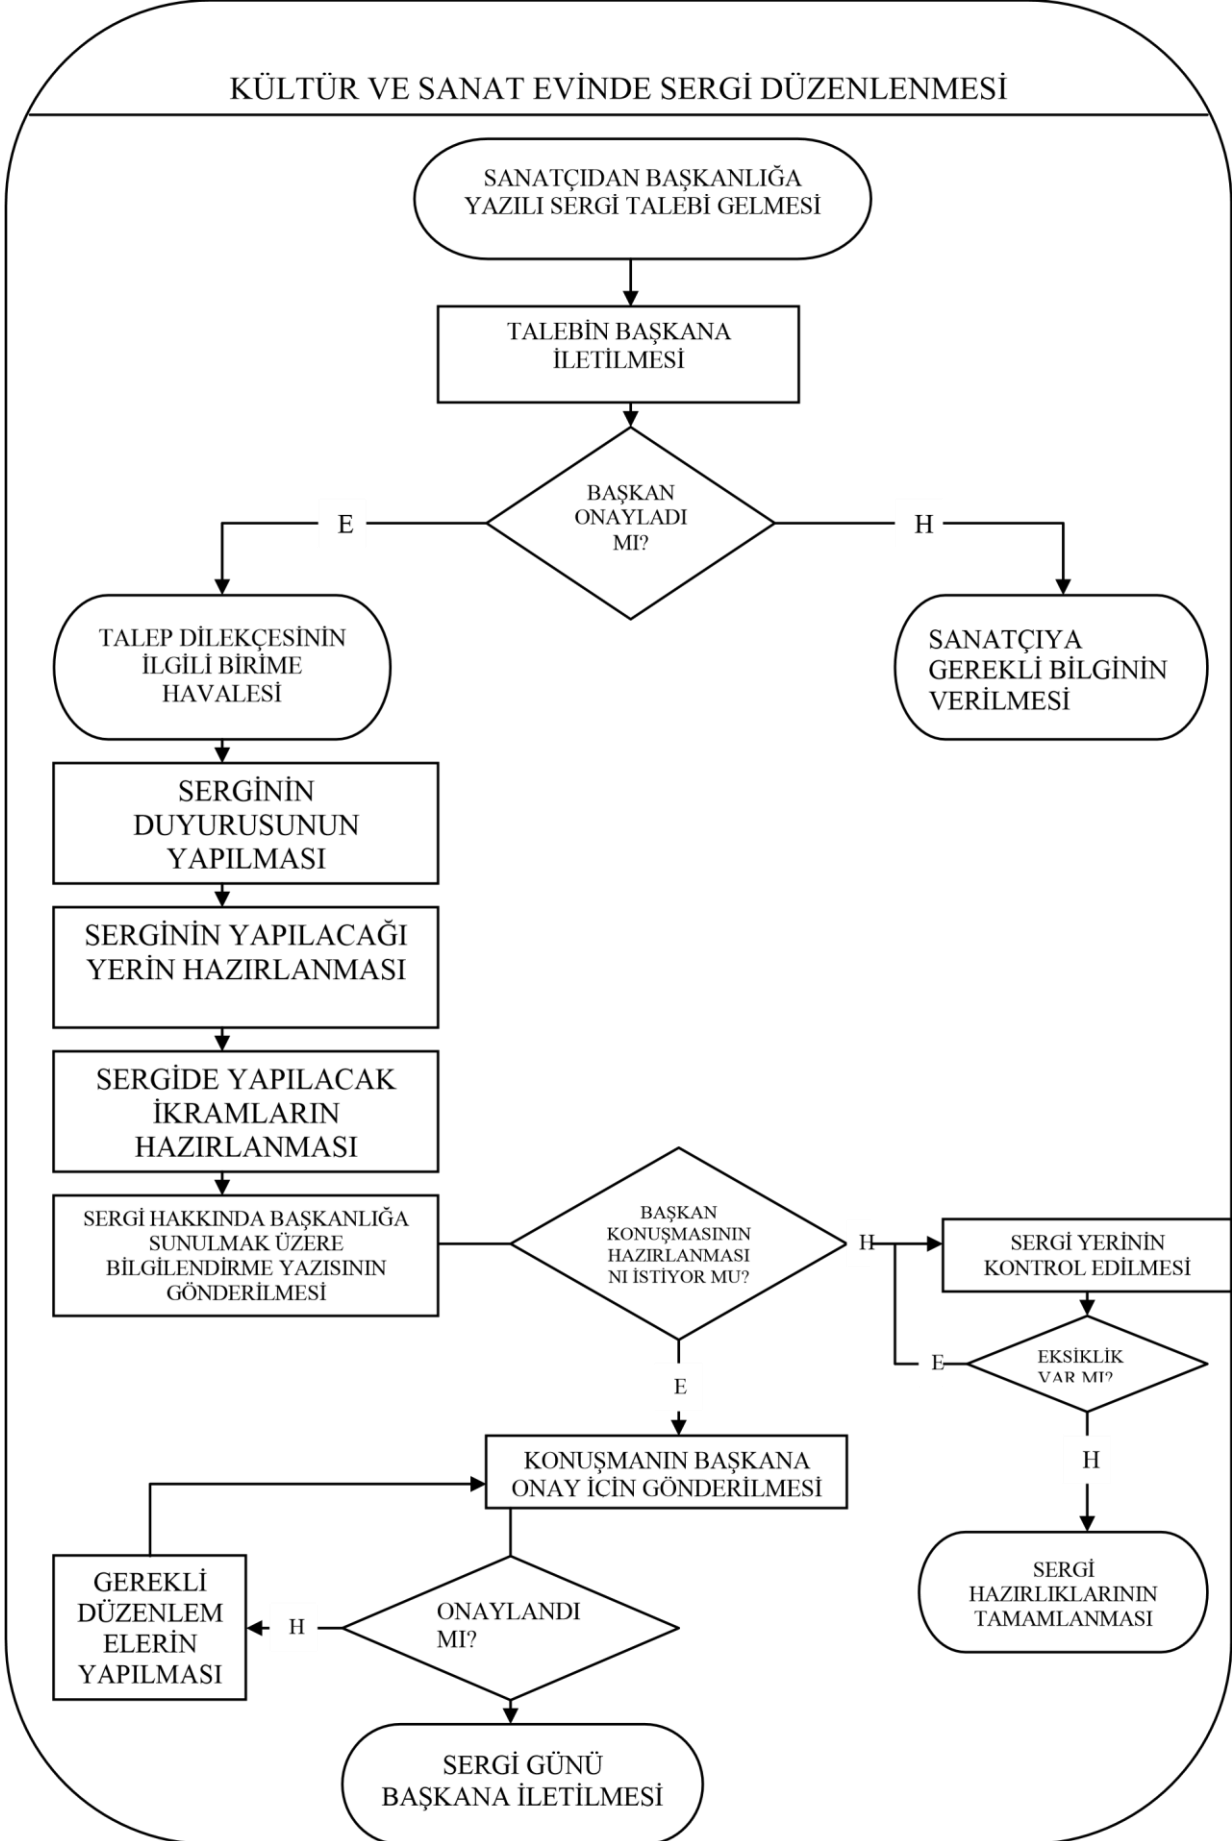 KÜLTÜR VE SANAT EVİNDE SERGİ DÜZENLENMESİ
SANATÇIDAN BAŞKANLIĞA
YAZILI SERGİ TALEBİ GELMESİ
TALEBİN BAŞKANA
İLETİLMESİ
BAŞKAN
ONAYLADI
MI?
E
H
TALEP DİLEKÇESİNİN
İLGİLİ BİRİME
HAVALESİ
SANATÇIYA
GEREKLİ BİLGİNİN
VERİLMESİ
SERGİNİN
DUYURUSUNUN
YAPILMASI
SERGİNİN YAPILACAĞI
YERİN HAZIRLANMASI
SERGİDE YAPILACAK
İKRAMLARIN
HAZIRLANMASI
SERGİ HAKKINDA BAŞKANLIĞA
SUNULMAK ÜZERE
BİLGİLENDİRME YAZISININ
GÖNDERİLMESİ
BAŞKAN
KONUŞMASININ
HAZIRLANMASI
NI İSTİYOR MU?
H
SERGİ YERİNİN
KONTROL EDİLMESİ
E
EKSİKLİK
VAR MI?
E
H
KONUŞMANIN BAŞKANA
ONAY İÇİN GÖNDERİLMESİ
GEREKLİ
DÜZENLEM
ELERİN
YAPILMASI
H
ONAYLANDI
MI?
SERGİ
HAZIRLIKLARININ
TAMAMLANMASI
SERGİ GÜNÜ
BAŞKANA İLETİLMESİ